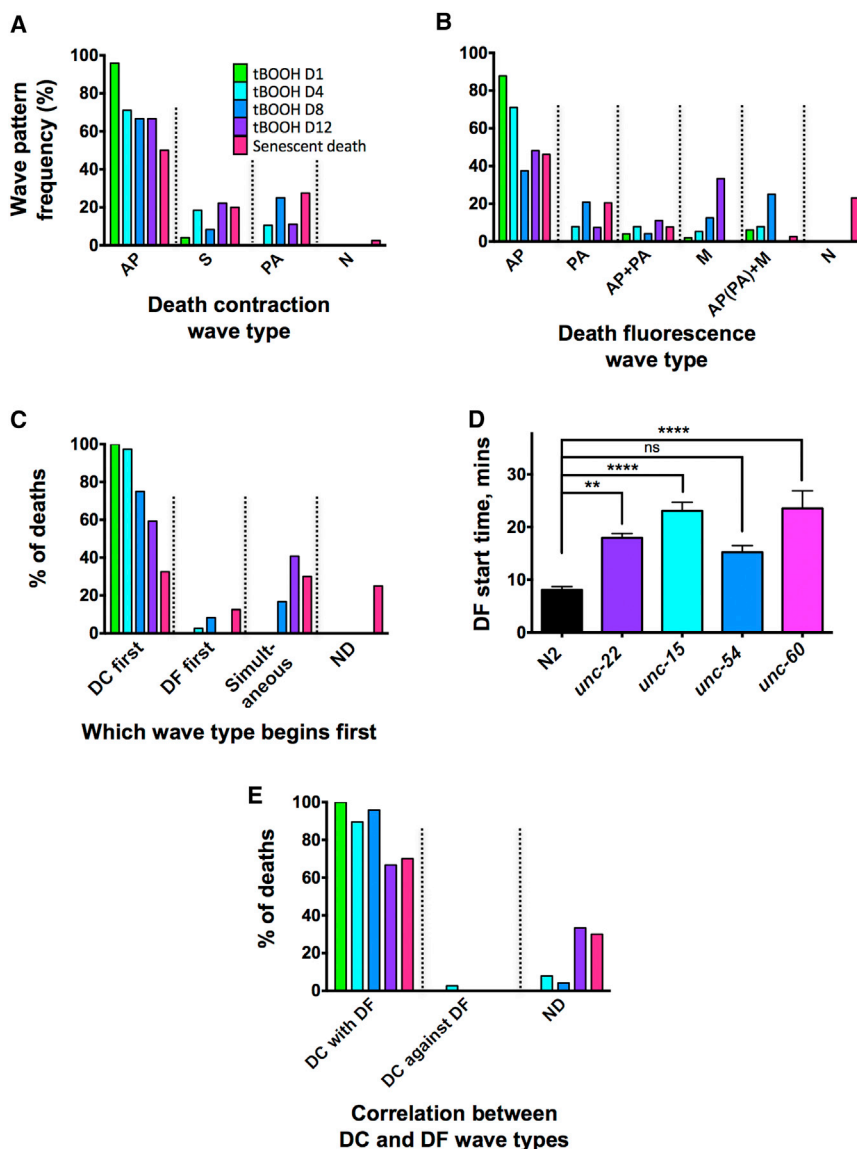 A
Wave pattern
frequency (%)
100
80
60
40
20
0
tBOOH D1
tBOOH D4
tBOOH D8
tBOOH D12
Senescent death
AP
S
PA
N
Death contraction
wave type
B
100
80
60
40
20
0
AP
PA
AP+PA
M
AP(PA)+M
N
Death fluorescence
wave type
C
% of deaths
100
80
60
40
20
0
DC first
DF first
Simult-
aneous
ND
Which wave type begins first
D
DF start time, mins
30
20
10
0
****
ns
****
**
N2
unc-22
unc-15
unc-54
unc-60
E
% of deaths
100
80
60
40
20
0
DC with DF
DC against DF
ND
Correlation between
DC and DF wave types